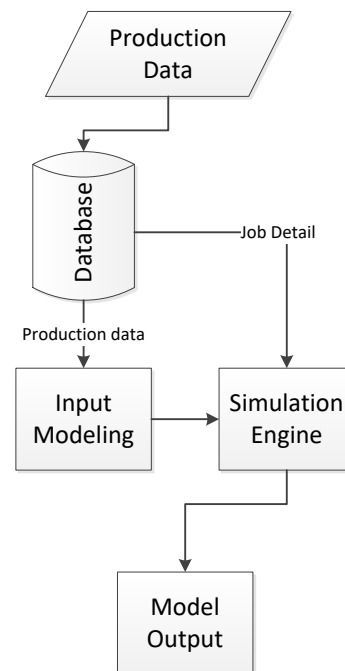 Production
Data
Database
Job Detail
Production data
Input
Modeling
Simulation
Engine
Model
Output